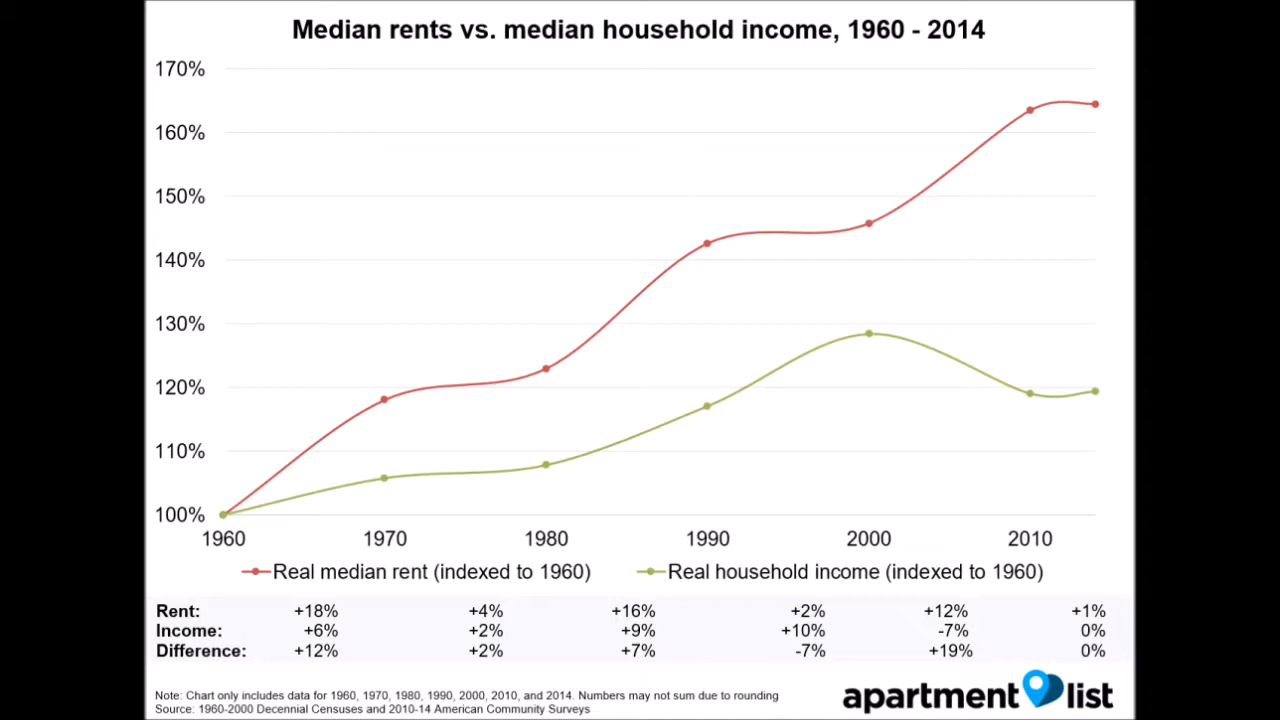 Median rents vs. median household income, 1960 - 2014
170%
160%
150%
140%
130%
120%
110%
100%
1960 1970 1980 1990 2000 2010
Real median rent (indexed to 1960) Real household income (indexed to 1960)
Rent: +18% +4% +16% +2% +12% +1%
Income: +6% +2% +9% +10% -7% 0%
Difference: +12% +2% +7% -7% +19% 0%
Note: Chart only includes data for 1960, 1970, 1980, 1990, 2000, 2010, and 2014. Numbers may not sum due to rounding
Source: 1960-2000 Decennial Censuses and 2010-14 American Community Surveys
apartment list